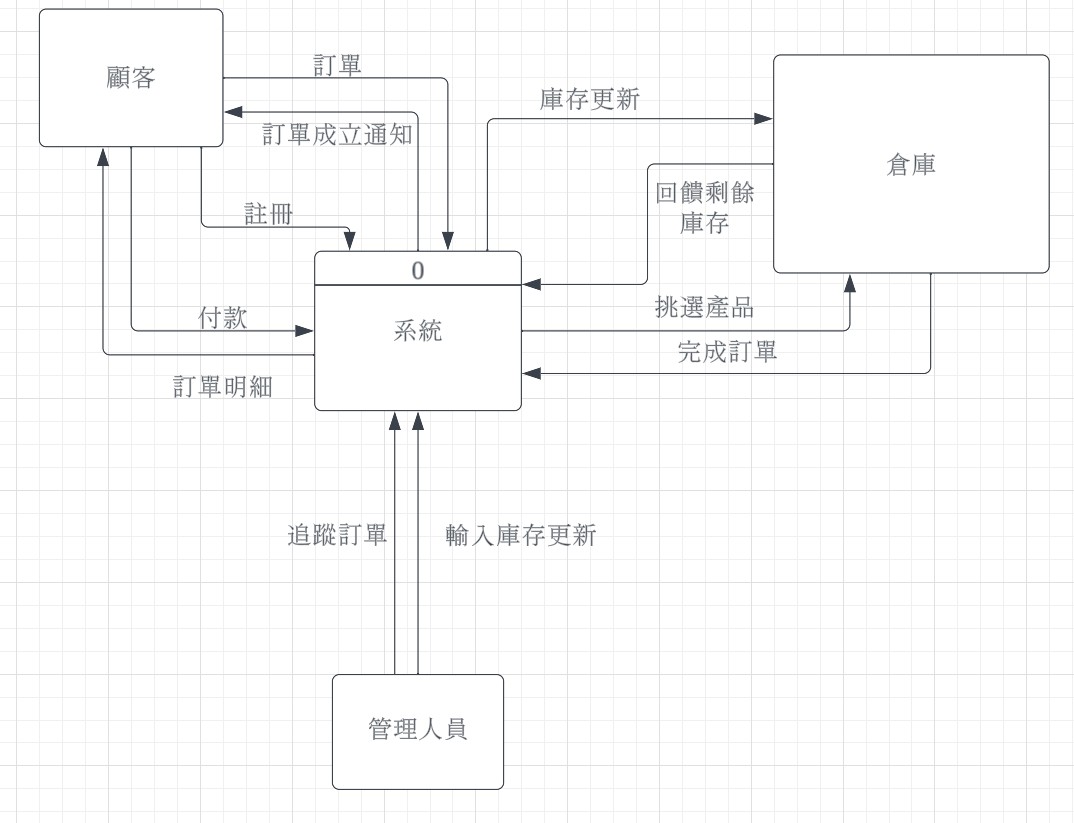 顧客
訂單
訂單成立通知
庫存更新
倉庫
回饋剩餘
庫存
註冊
0
系統
付款
挑選產品
完成訂單
訂單明細
追蹤訂單
輸入庫存更新
管理人員